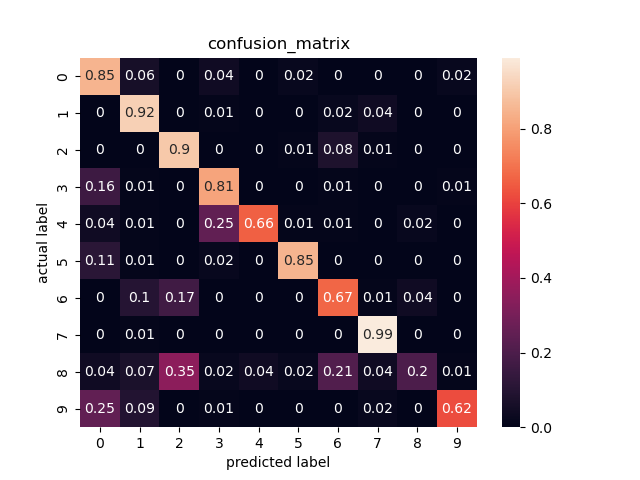 confusion_matrix
0 0.85 0.06 0 0.04 0 0.02 0 0 0 0.02
1 0 0.92 0 0.01 0 0 0.02 0.04 0 0
2 0 0 0.9 0 0 0.01 0.08 0.01 0 0
3 0.16 0.01 0 0.81 0 0 0.01 0 0 0.01
4 0.04 0.01 0 0.25 0.66 0.01 0.01 0 0.02 0
5 0.11 0.01 0 0.02 0 0.85 0 0 0 0
6 0 0.1 0.17 0 0 0 0.67 0.01 0.04 0
7 0 0.01 0 0 0 0 0 0.99 0 0
8 0.04 0.07 0.35 0.02 0.04 0.02 0.21 0.04 0.2 0.01
9 0.25 0.09 0 0.01 0 0 0 0.02 0 0.62
0 1 2 3 4 5 6 7 8 9
predicted label
actual label
0.8
0.6
0.4
0.2
0.0